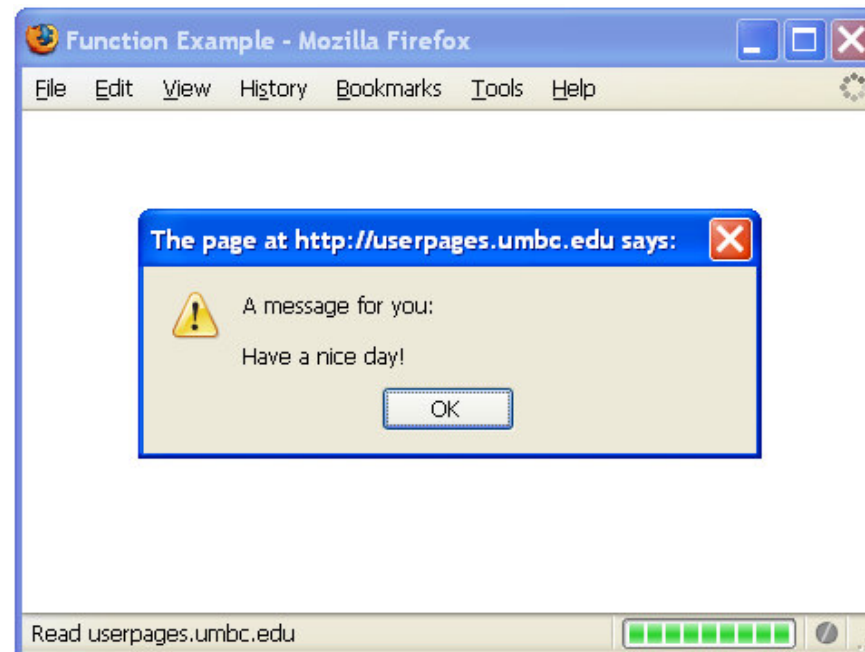 Function Example - Mozilla Firefox
File Edit View History Bookmarks Tools Help
The page at http://userpages.umbc.edu says:
A message for you:
Have a nice day!
OK
Read userpages.umbc.edu